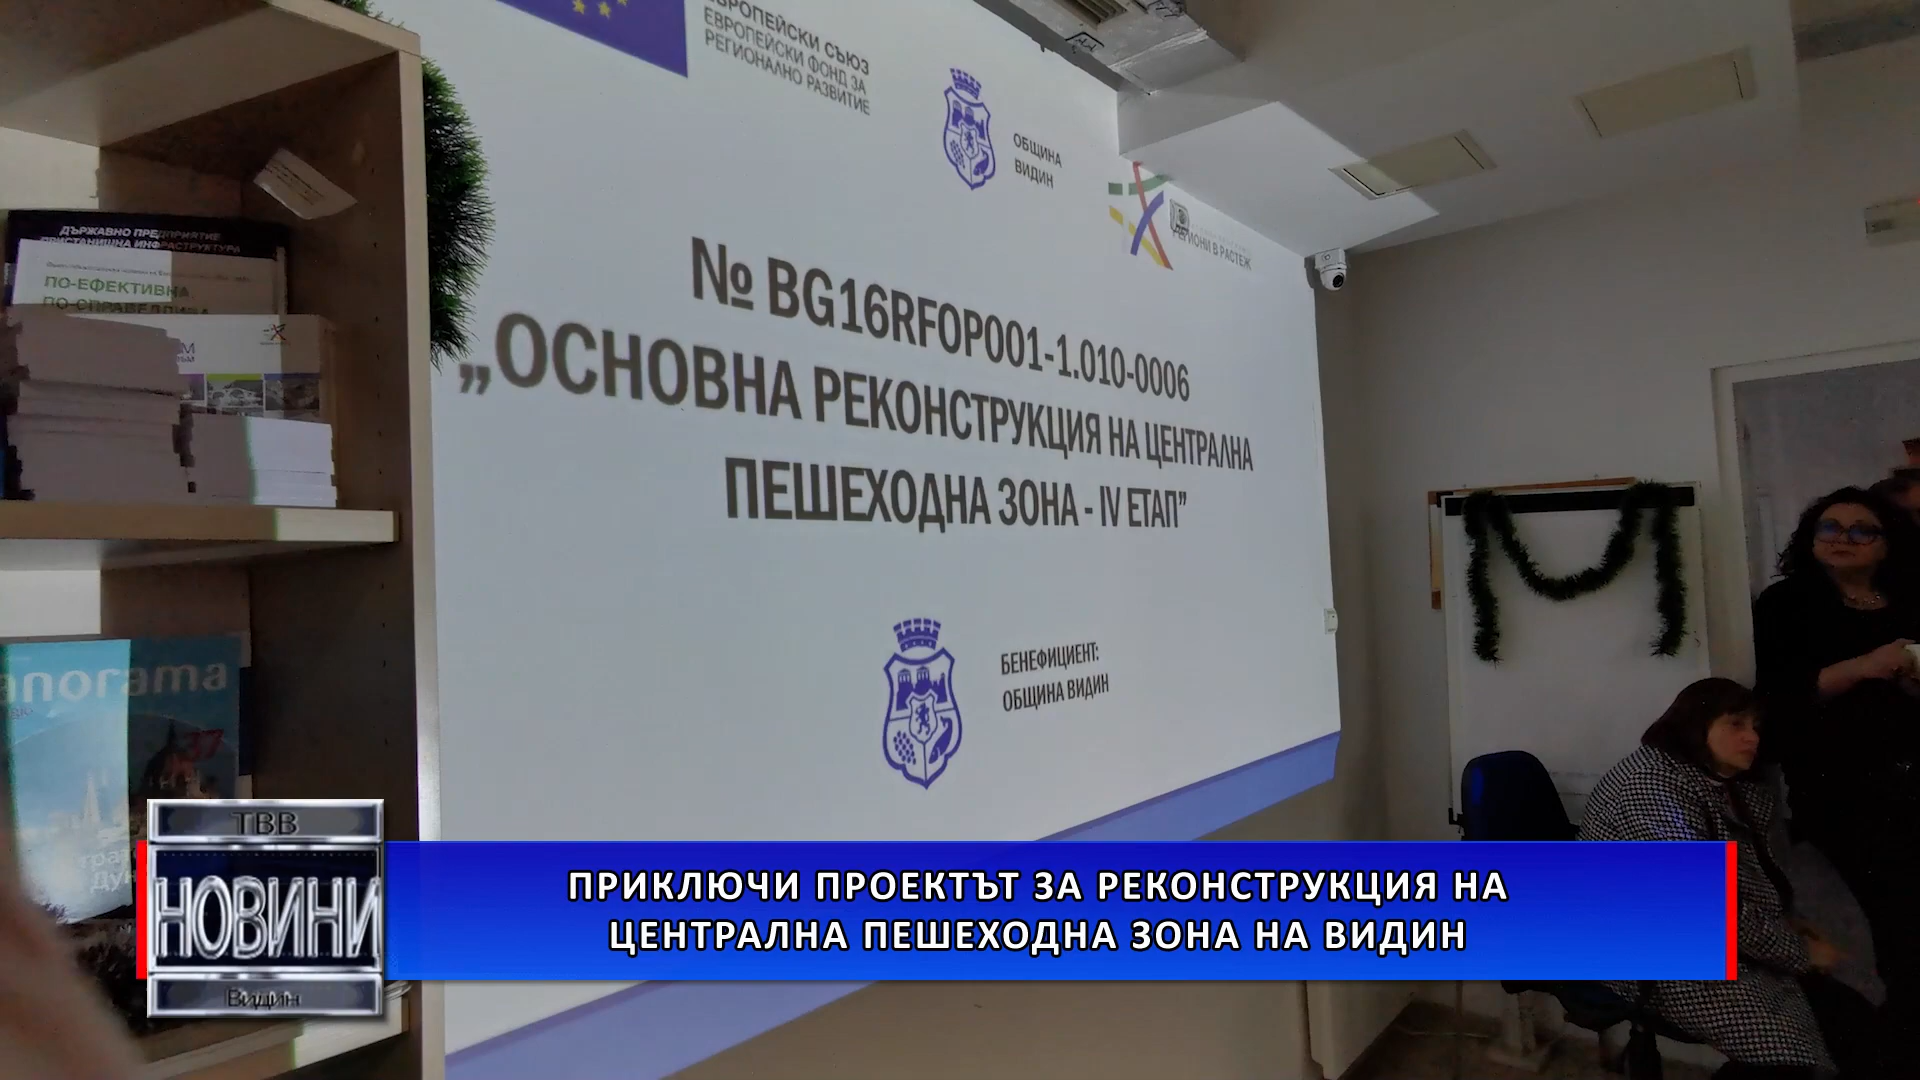 ЕВРОПЕЙСКИ СЪЮЗ
ЕВРОПЕЙСКИ ФОНД ЗА
РЕГИОНАЛНО РАЗВИТИЕ
ОБЩИНА
ВИДИН
РЕГИОНИ В РАСТЕЖ
№ BG16RFOP001-1.010-0006
„ОСНОВНА РЕКОНСТРУКЦИЯ НА ЦЕНТРАЛНА
ПЕШЕХОДНА ЗОНА - IV ЕТАП”
БЕНЕФИЦИЕНТ:
ОБЩИНА ВИДИН
ДЪРЖАВНО ПРЕДПРИЯТИЕ
ПРИСТАНИЩНА ИНФРАСТРУКТУРА
ПО-ЕФЕКТИВНА
ПО-СПРАВЕДЛИВА
norama
37
ТВВ
НОВИНИ
Видин
ПРИКЛЮЧИ ПРОЕКТЪТ ЗА РЕКОНСТРУКЦИЯ НА
ЦЕНТРАЛНА ПЕШЕХОДНА ЗОНА НА ВИДИН